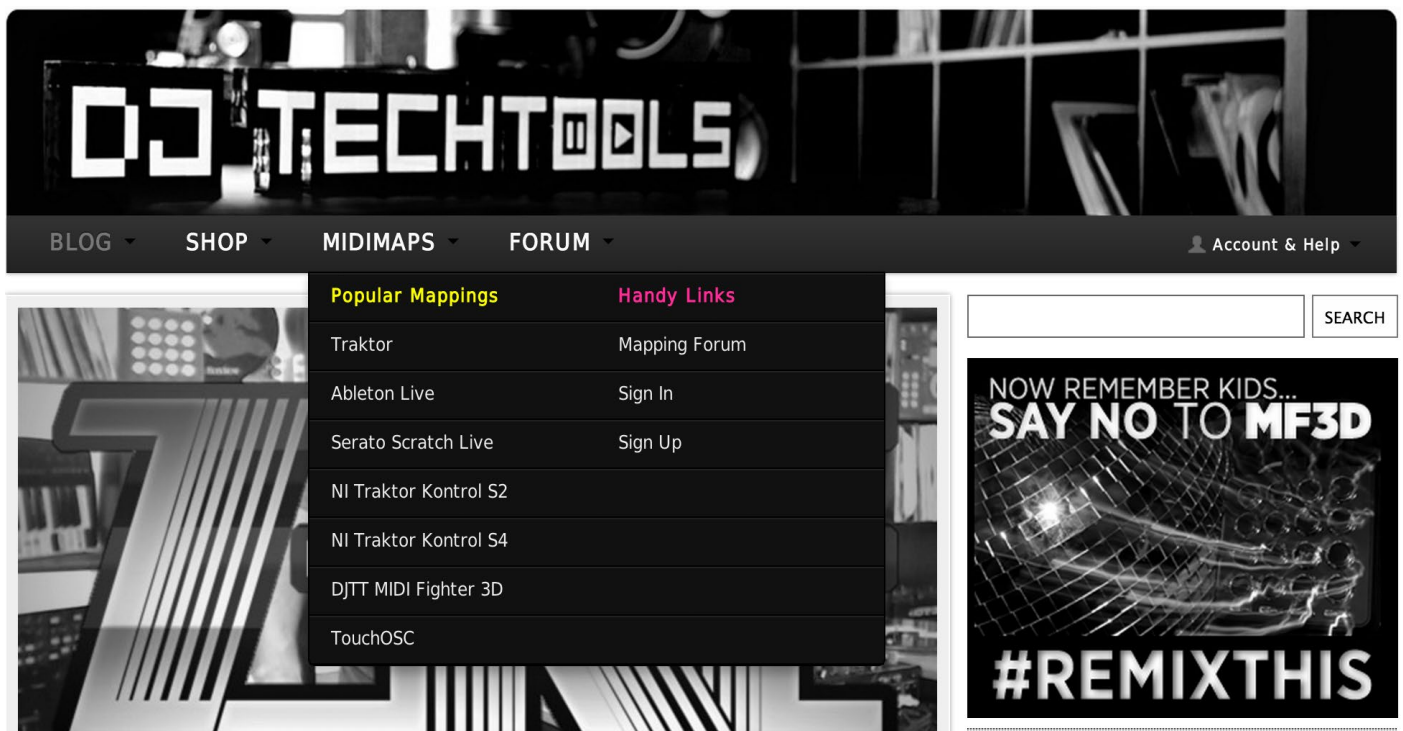 DJ TECHTOOLS
BLOG SHOP MIDIMAPS FORUM Account & Help
Popular Mappings
Traktor
Ableton Live
Serato Scratch Live
NI Traktor Kontrol S2
NI Traktor Kontrol S4
DJTT MIDI Fighter 3D
TouchOSC
Handy Links
Mapping Forum
Sign In
Sign Up
SEARCH
NOW REMEMBER KIDS...
SAY NO TO MF3D
#REMIXTHIS